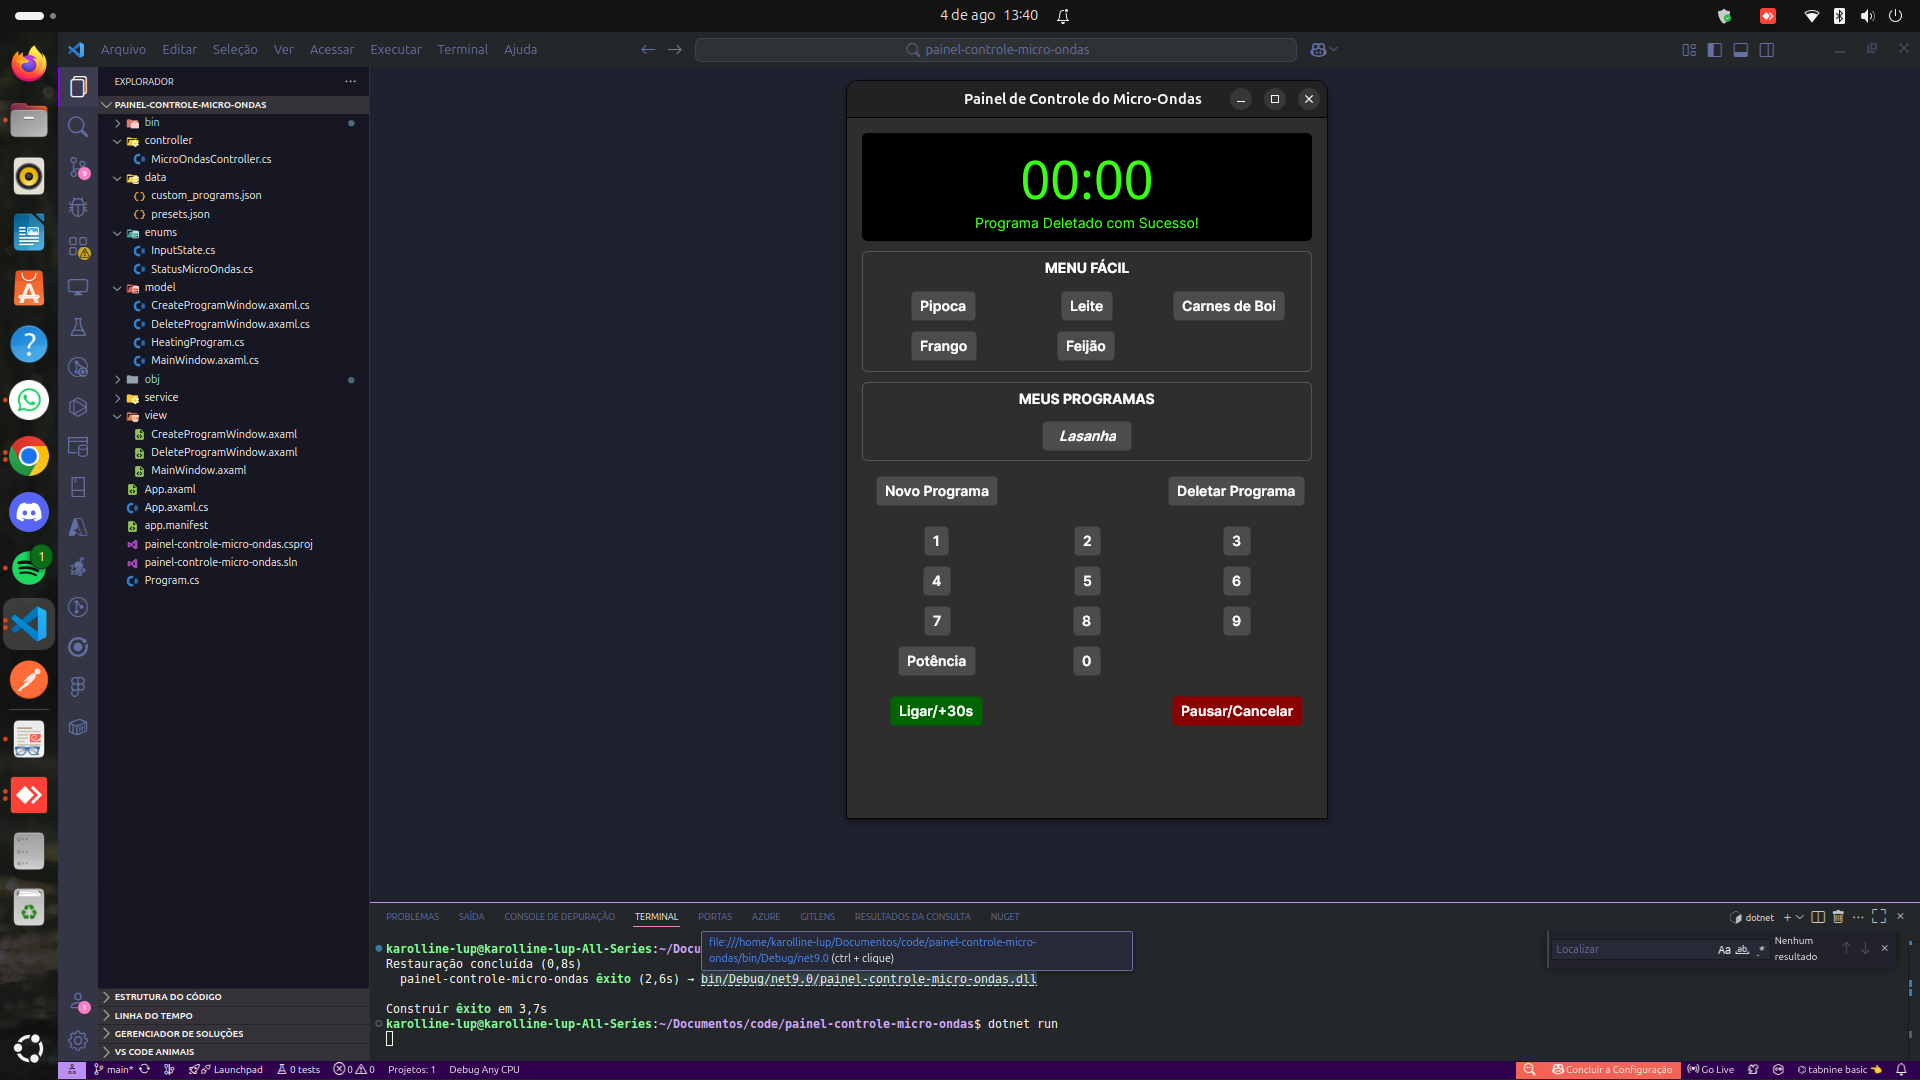 4 de ago 13:40
Arquivo Editar Seleção Ver Acessar Executar Terminal Ajuda
painel-controle-micro-ondas
EXPLORADOR
PAINEL-CONTROLE-MICRO-ONDAS
bin
controller
MicroOndasController.cs
data
custom_programs.json
presets.json
enums
InputState.cs
StatusMicroOndas.cs
model
CreateProgramWindow.axaml.cs
DeleteProgramWindow.axaml.cs
HeatingProgram.cs
MainWindow.axaml.cs
obj
service
view
CreateProgramWindow.axaml
DeleteProgramWindow.axaml
MainWindow.axaml
App.axaml
App.axaml.cs
app.manifest
painel-controle-micro-ondas.csproj
painel-controle-micro-ondas.sln
Program.cs
ESTRUTURA DO CÓDIGO
LINHA DO TEMPO
GERENCIADOR DE SOLUÇÕES
VS CODE ANIMAIS
9
1
1
Painel de Controle do Micro-Ondas
00:00
Programa Deletado com Sucesso!
MENU FÁCIL
Pipoca Leite Carnes de Boi
Frango Feijão
MEUS PROGRAMAS
Lasanha
Novo Programa Deletar Programa
1 2 3
4 5 6
7 8 9
Potência 0
Ligar/+30s Pausar/Cancelar
PROBLEMAS SAÍDA CONSOLE DE DEPURAÇÃO TERMINAL PORTAS AZURE GITLENS RESULTADOS DA CONSULTA NUGET
dotnet
karolline-lup@karolline-lup-All-Series:~/Docu
file:///home/karolline-lup/Documentos/code/painel-controle-micro-
ondas/bin/Debug/net9.0 (ctrl + clique)
Localizar Aa ab .* Nenhum
resultado
Restauração concluída (0,8s)
painel-controle-micro-ondas êxito (2,6s) → bin/Debug/net9.0/painel-controle-micro-ondas.dll
Construir êxito em 3,7s
karolline-lup@karolline-lup-All-Series:~/Documentos/code/painel-controle-micro-ondas$ dotnet run
main* Launchpad 0 tests 0 0 Projetos: 1 Debug Any CPU
Concluir a Configuração Go Live tabnine basic